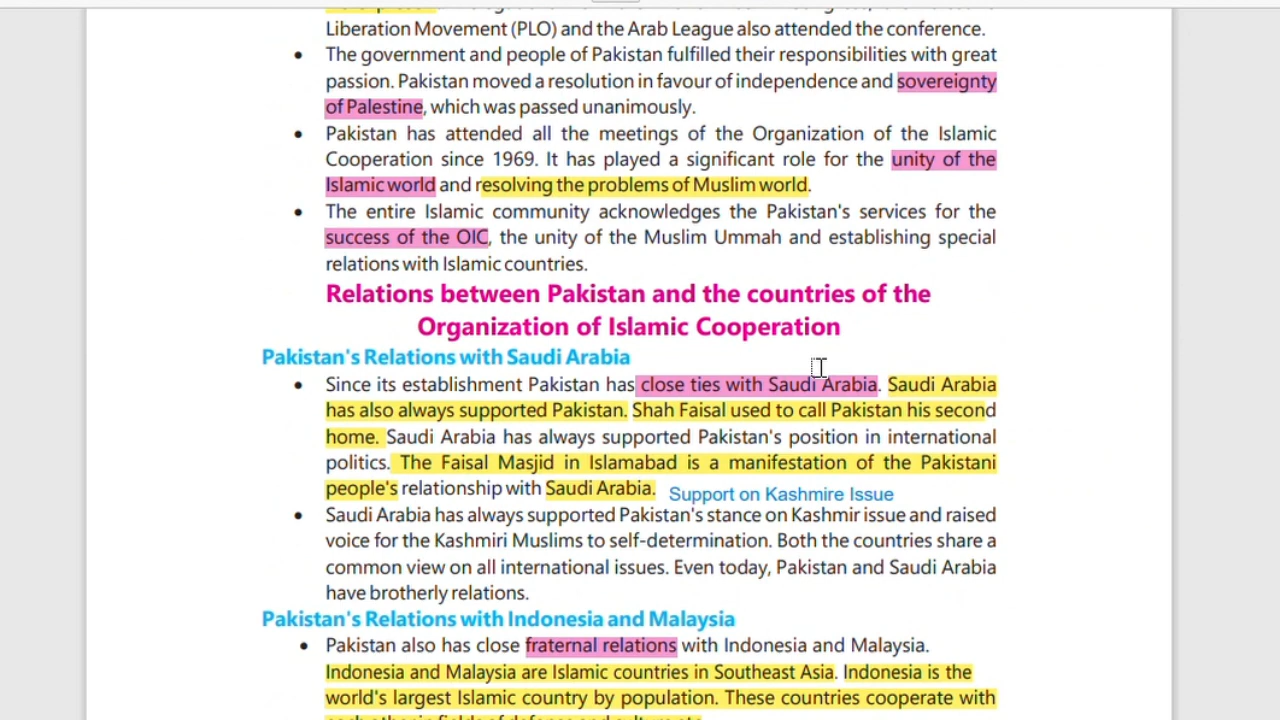 Liberation Movement (PLO) and the Arab League also attended the conference.
• The government and people of Pakistan fulfilled their responsibilities with great
passion. Pakistan moved a resolution in favour of independence and sovereignty
of Palestine, which was passed unanimously.
• Pakistan has attended all the meetings of the Organization of the Islamic
Cooperation since 1969. It has played a significant role for the unity of the
Islamic world and resolving the problems of Muslim world.
• The entire Islamic community acknowledges the Pakistan's services for the
success of the OIC, the unity of the Muslim Ummah and establishing special
relations with Islamic countries.
Relations between Pakistan and the countries of the
Organization of Islamic Cooperation
Pakistan's Relations with Saudi Arabia
• Since its establishment Pakistan has close ties with Saudi Arabia. Saudi Arabia
has also always supported Pakistan. Shah Faisal used to call Pakistan his second
home. Saudi Arabia has always supported Pakistan's position in international
politics. The Faisal Masjid in Islamabad is a manifestation of the Pakistani
people's relationship with Saudi Arabia. Support on Kashmire Issue
• Saudi Arabia has always supported Pakistan's stance on Kashmir issue and raised
voice for the Kashmiri Muslims to self-determination. Both the countries share a
common view on all international issues. Even today, Pakistan and Saudi Arabia
have brotherly relations.
Pakistan's Relations with Indonesia and Malaysia
• Pakistan also has close fraternal relations with Indonesia and Malaysia.
Indonesia and Malaysia are Islamic countries in Southeast Asia. Indonesia is the
world's largest Islamic country by population. These countries cooperate with